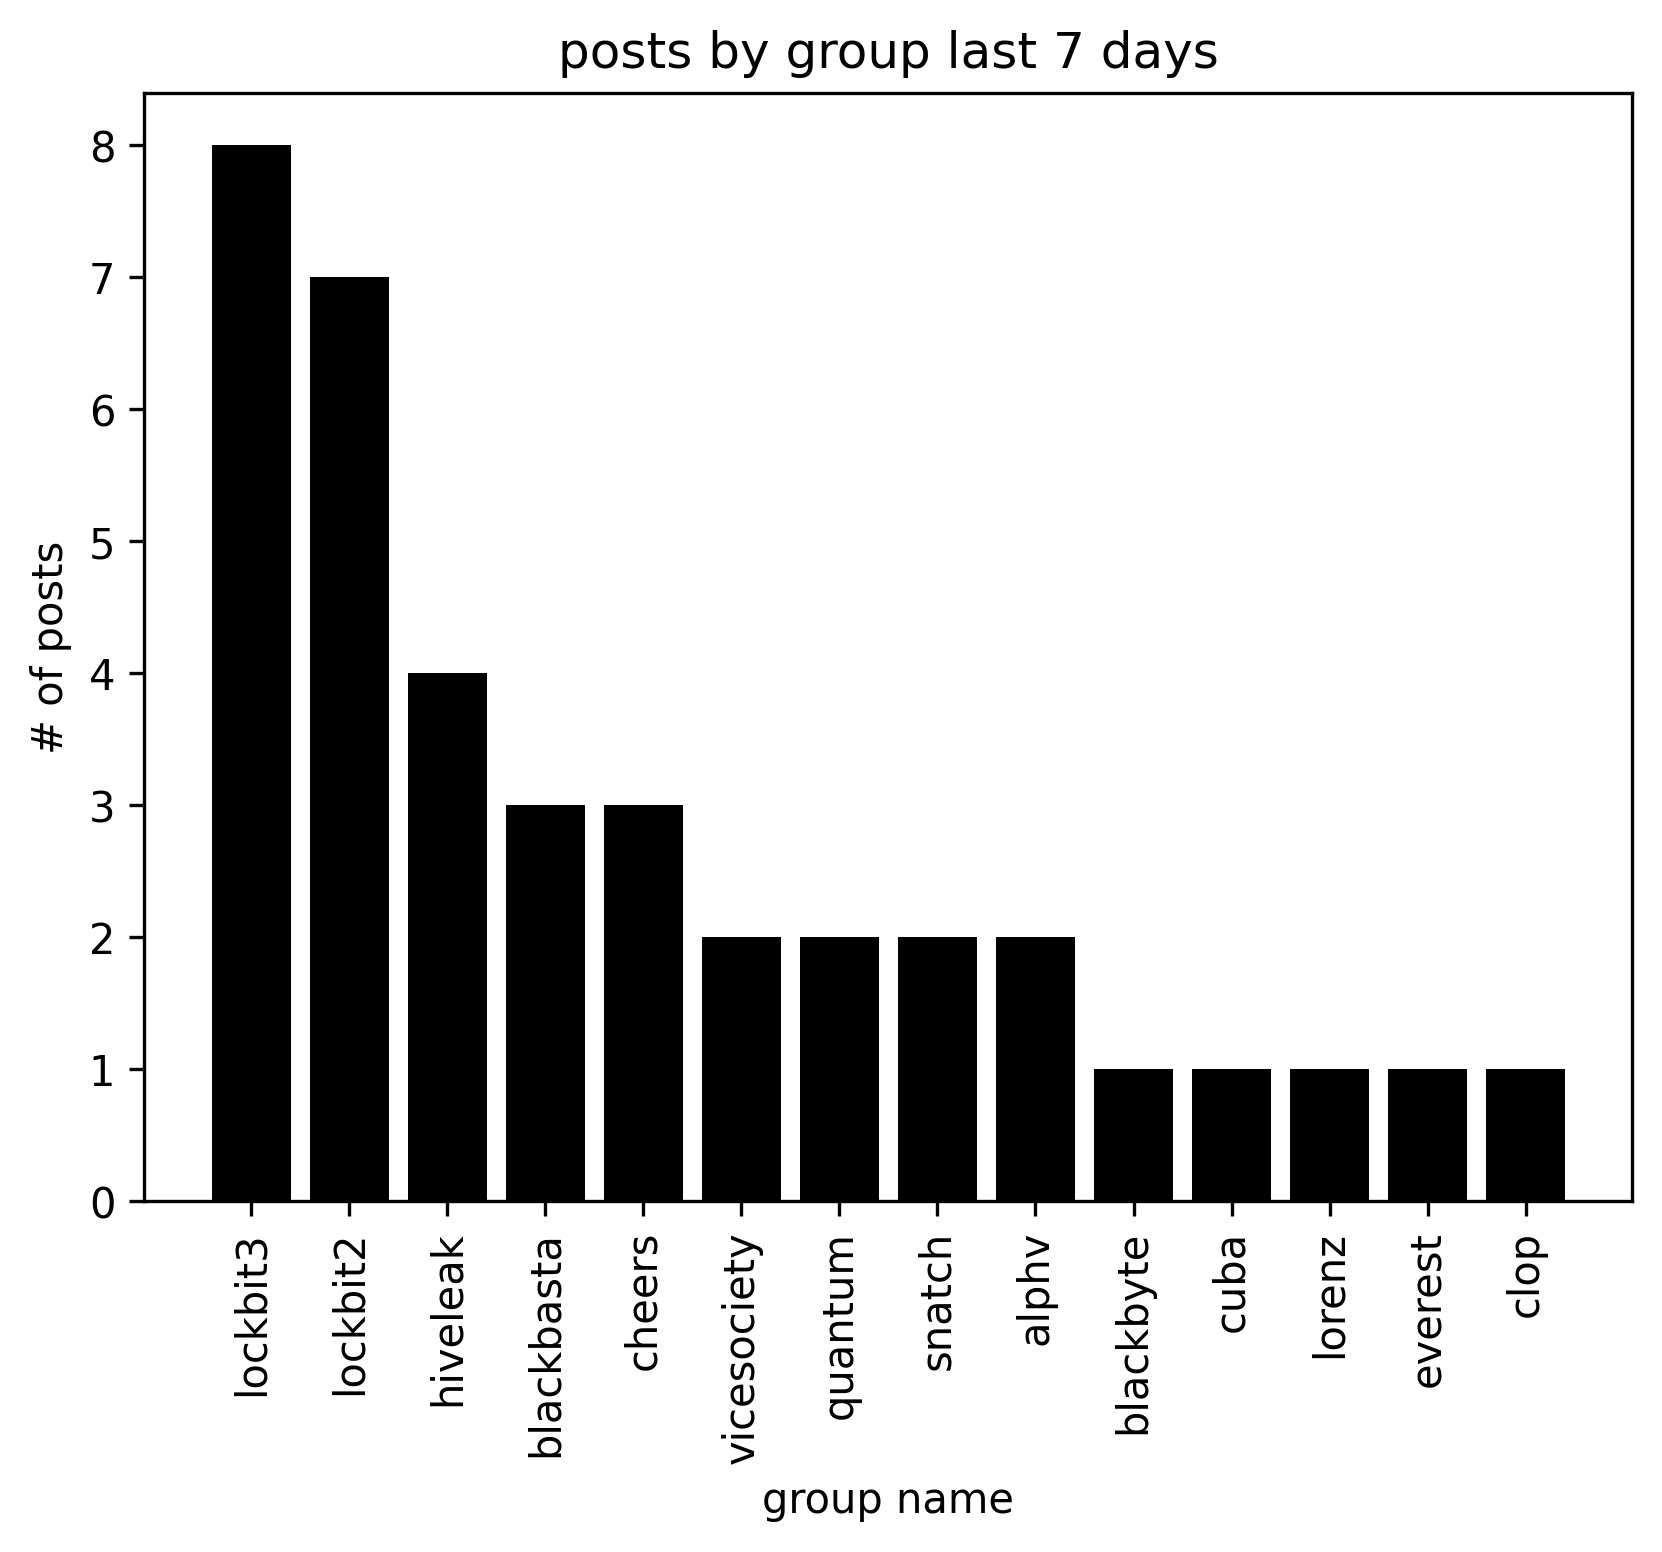 posts by group last 7 days
# of posts
8
7
6
5
4
3
2
1
0
lockbit3
lockbit2
hiveleak
blackbasta
cheers
vicesociety
quantum
snatch
alphv
blackbyte
cuba
lorenz
everest
clop
group name